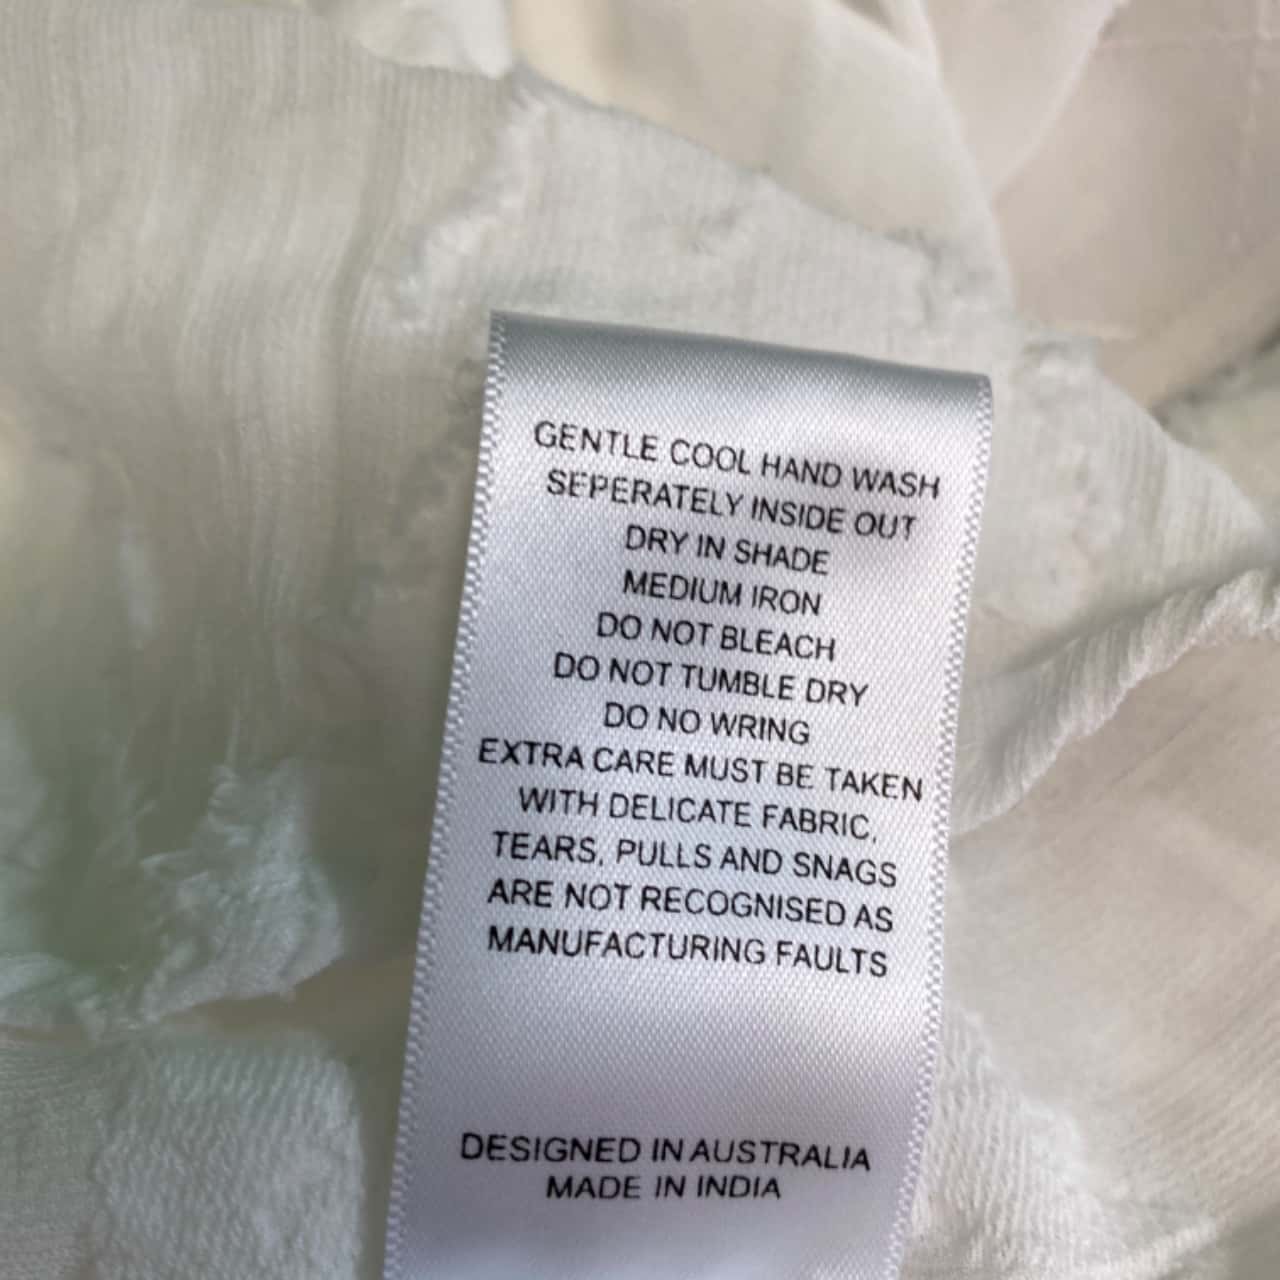 GENTLE COOL HAND WASH
SEPERATELY INSIDE OUT
DRY IN SHADE
MEDIUM IRON
DO NOT BLEACH
DO NOT TUMBLE DRY
DO NO WRING
EXTRA CARE MUST BE TAKEN
WITH DELICATE FABRIC,
TEARS, PULLS AND SNAGS
ARE NOT RECOGNISED AS
MANUFACTURING FAULTS
DESIGNED IN AUSTRALIA
MADE IN INDIA